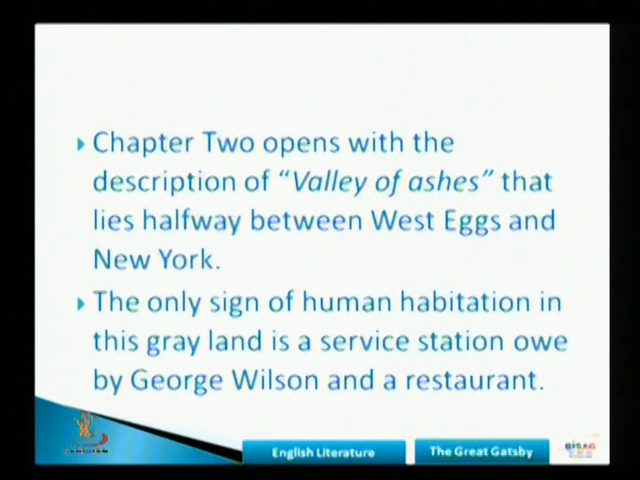 Chapter Two opens with the
description of "Valley of ashes" that
lies halfway between West Eggs and
New York.
The only sign of human habitation in
this gray land is a service station owe
by George Wilson and a restaurant.
English Literature
The Great Gatsby